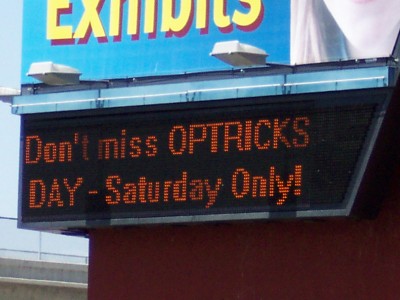 Exhibits
Don't miss OPTRICKS
DAY - Saturday Only!